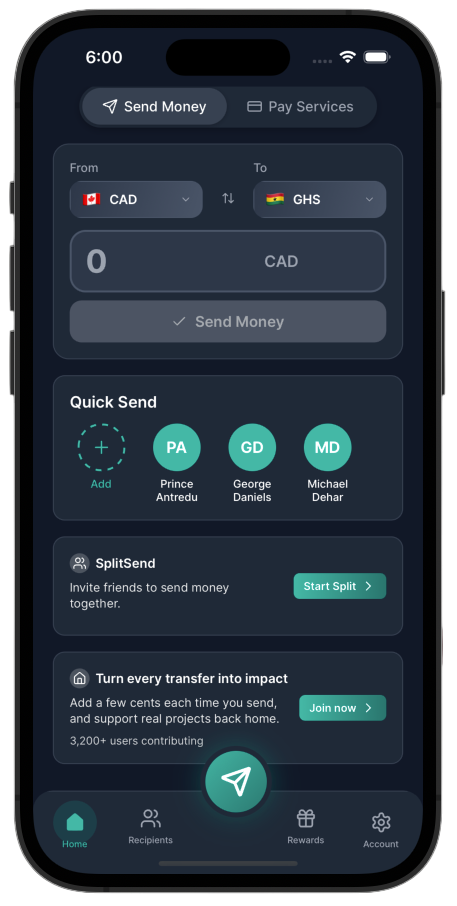 6:00
Send Money
Pay Services
From
To
CAD
GHS
0
CAD
Send Money
Quick Send
PA
GD
MD
Add
Prince
Antredu
George
Daniels
Michael
Dehar
SplitSend
Invite friends to send money
together.
Start Split
Turn every transfer into impact
Add a few cents each time you send,
and support real projects back home.
Join now
3,200+ users contributing
Home
Recipients
Rewards
Account